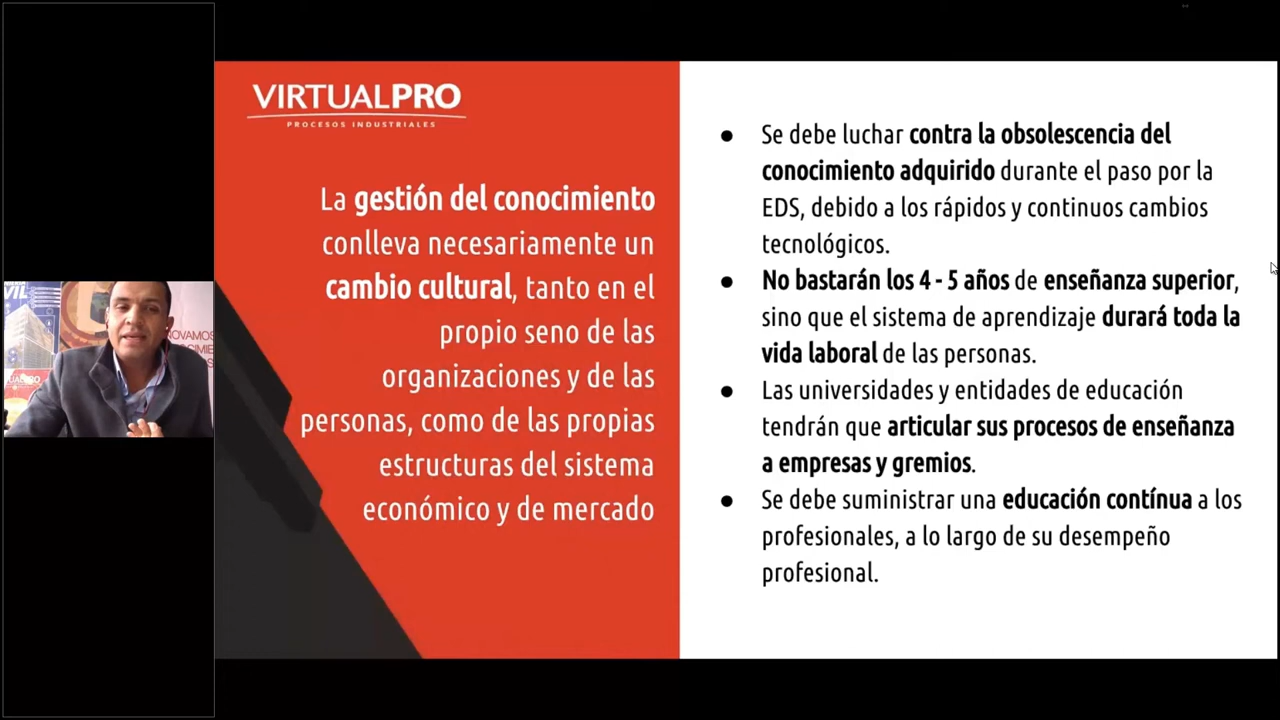 VIRTUALPRO
PROCESOS INDUSTRIALES
La gestión del conocimiento
conlleva necesariamente un
cambio cultural, tanto en el
propio seno de las
organizaciones y de las
personas, como de las propias
estructuras del sistema
económico y de mercado
● Se debe luchar contra la obsolescencia del
conocimiento adquirido durante el paso por la
EDS, debido a los rápidos y continuos cambios
tecnológicos.
● No bastarán los 4 - 5 años de enseñanza superior,
sino que el sistema de aprendizaje durará toda la
vida laboral de las personas.
● Las universidades y entidades de educación
tendrán que articular sus procesos de enseñanza
a empresas y gremios.
● Se debe suministrar una educación contínua a los
profesionales, a lo largo de su desempeño
profesional.